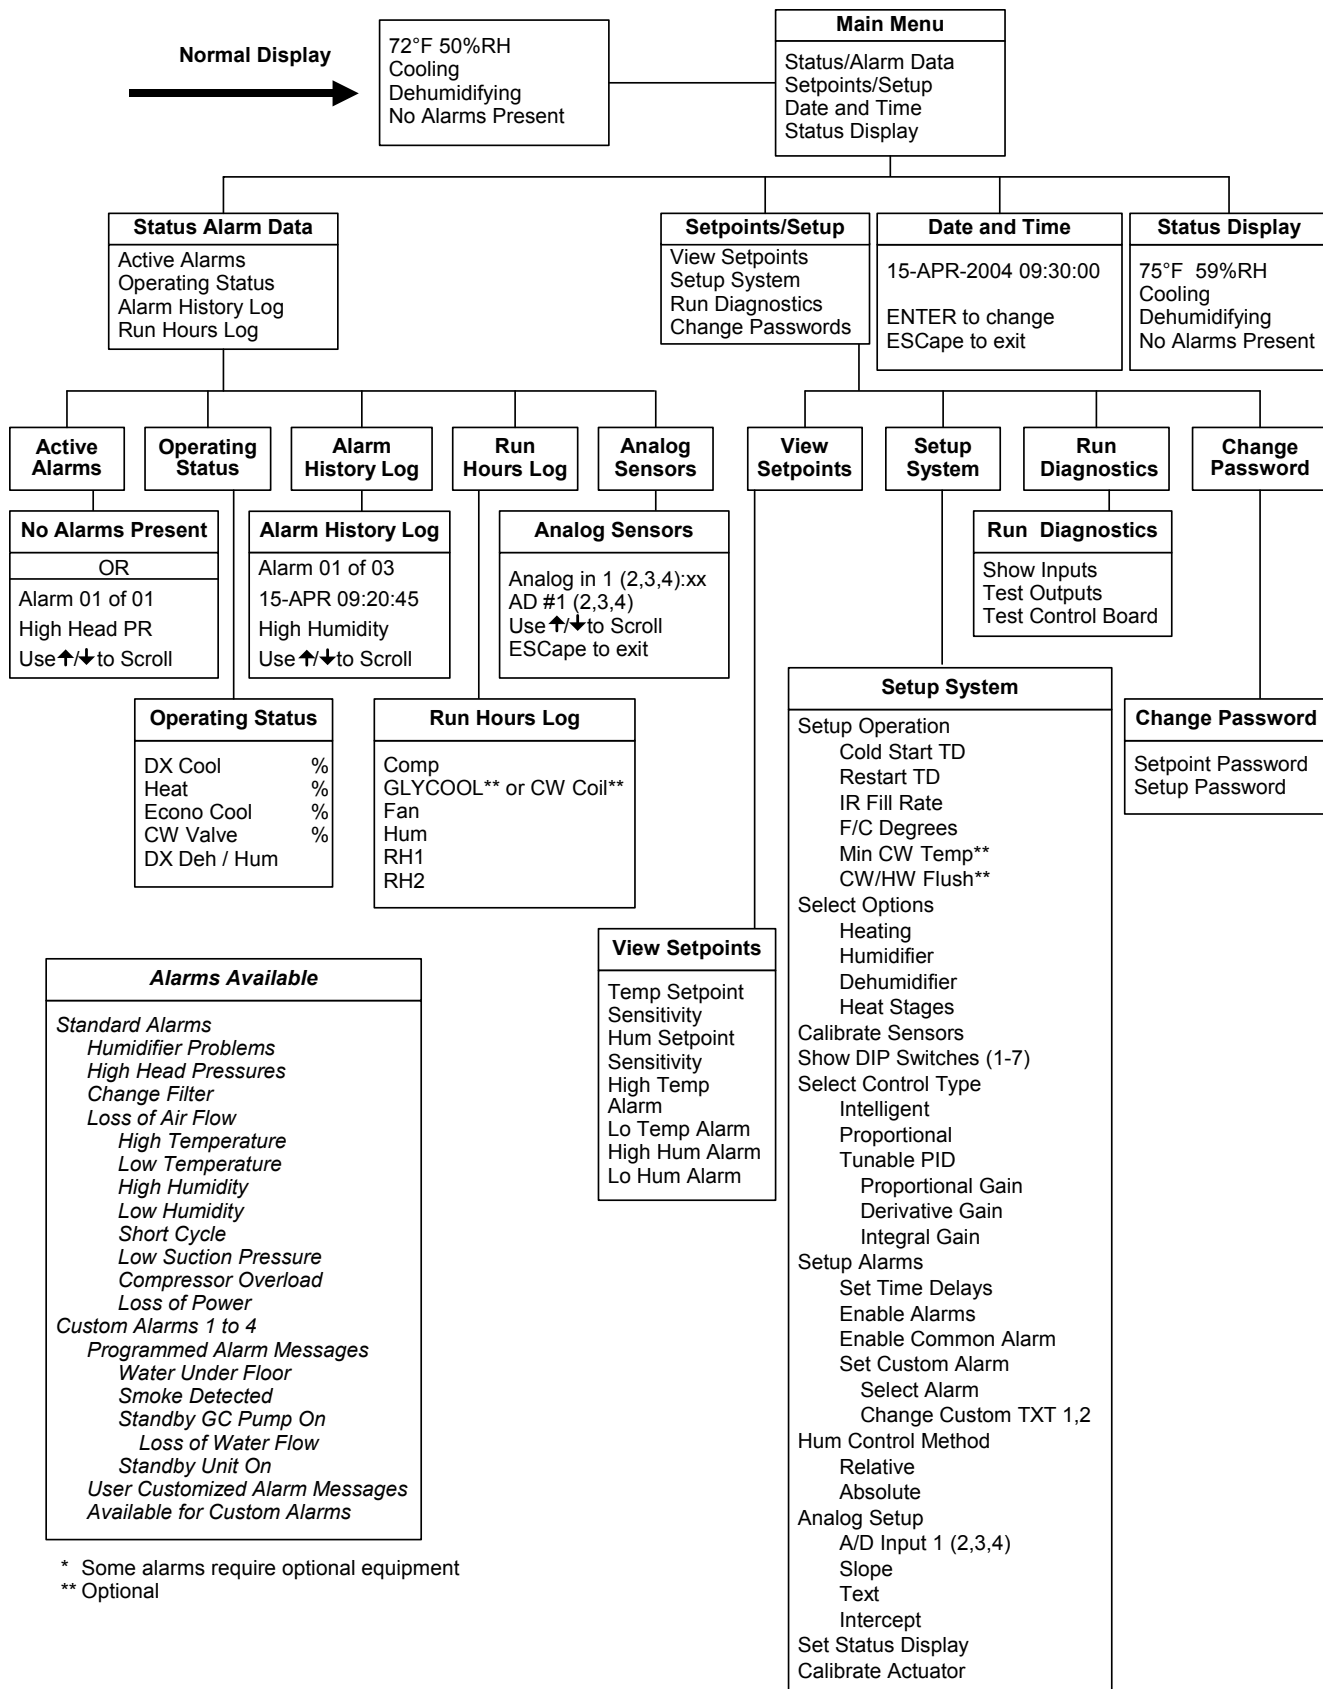 Normal Display
72°F 50%RH
Cooling
Dehumidifying
No Alarms Present
Main Menu
Status/Alarm Data
Setpoints/Setup
Date and Time
Status Display
Status Alarm Data
Active Alarms
Operating Status
Alarm History Log
Run Hours Log
Setpoints/Setup
View Setpoints
Setup System
Run Diagnostics
Change Passwords
Date and Time
15-APR-2004 09:30:00
ENTER to change
ESCape to exit
Status Display
75°F 59%RH
Cooling
Dehumidifying
No Alarms Present
Active
Alarms
Operating
Status
Alarm
History Log
Run
Hours Log
Analog
Sensors
View
Setpoints
Setup
System
Run
Diagnostics
Change
Password
No Alarms Present
OR
Alarm 01 of 01
High Head PR
Use↑/↓to Scroll
Alarm History Log
Alarm 01 of 03
15-APR 09:20:45
High Humidity
Use↑/↓to Scroll
Analog Sensors
Analog in 1 (2,3,4):xx
AD #1 (2,3,4)
Use↑/↓to Scroll
ESCape to exit
Run Diagnostics
Show Inputs
Test Outputs
Test Control Board
Operating Status
DX Cool %
Heat %
Econo Cool %
CW Valve %
DX Deh / Hum
Run Hours Log
Comp
GLYCOOL** or CW Coil**
Fan
Hum
RH1
RH2
Setup System
Setup Operation
Cold Start TD
Restart TD
IR Fill Rate
F/C Degrees
Min CW Temp**
CW/HW Flush**
Select Options
Heating
Humidifier
Dehumidifier
Heat Stages
Calibrate Sensors
Show DIP Switches (1-7)
Select Control Type
Intelligent
Proportional
Tunable PID
Proportional Gain
Derivative Gain
Integral Gain
Setup Alarms
Set Time Delays
Enable Alarms
Enable Common Alarm
Set Custom Alarm
Select Alarm
Change Custom TXT 1,2
Hum Control Method
Relative
Absolute
Analog Setup
A/D Input 1 (2,3,4)
Slope
Text
Intercept
Set Status Display
Calibrate Actuator
Change Password
Setpoint Password
Setup Password
View Setpoints
Temp Setpoint
Sensitivity
Hum Setpoint
Sensitivity
High Temp
Alarm
Lo Temp Alarm
High Hum Alarm
Lo Hum Alarm
Alarms Available
Standard Alarms
Humidifier Problems
High Head Pressures
Change Filter
Loss of Air Flow
High Temperature
Low Temperature
High Humidity
Low Humidity
Short Cycle
Low Suction Pressure
Compressor Overload
Loss of Power
Custom Alarms 1 to 4
Programmed Alarm Messages
Water Under Floor
Smoke Detected
Standby GC Pump On
Loss of Water Flow
Standby Unit On
User Customized Alarm Messages
Available for Custom Alarms
* Some alarms require optional equipment
** Optional